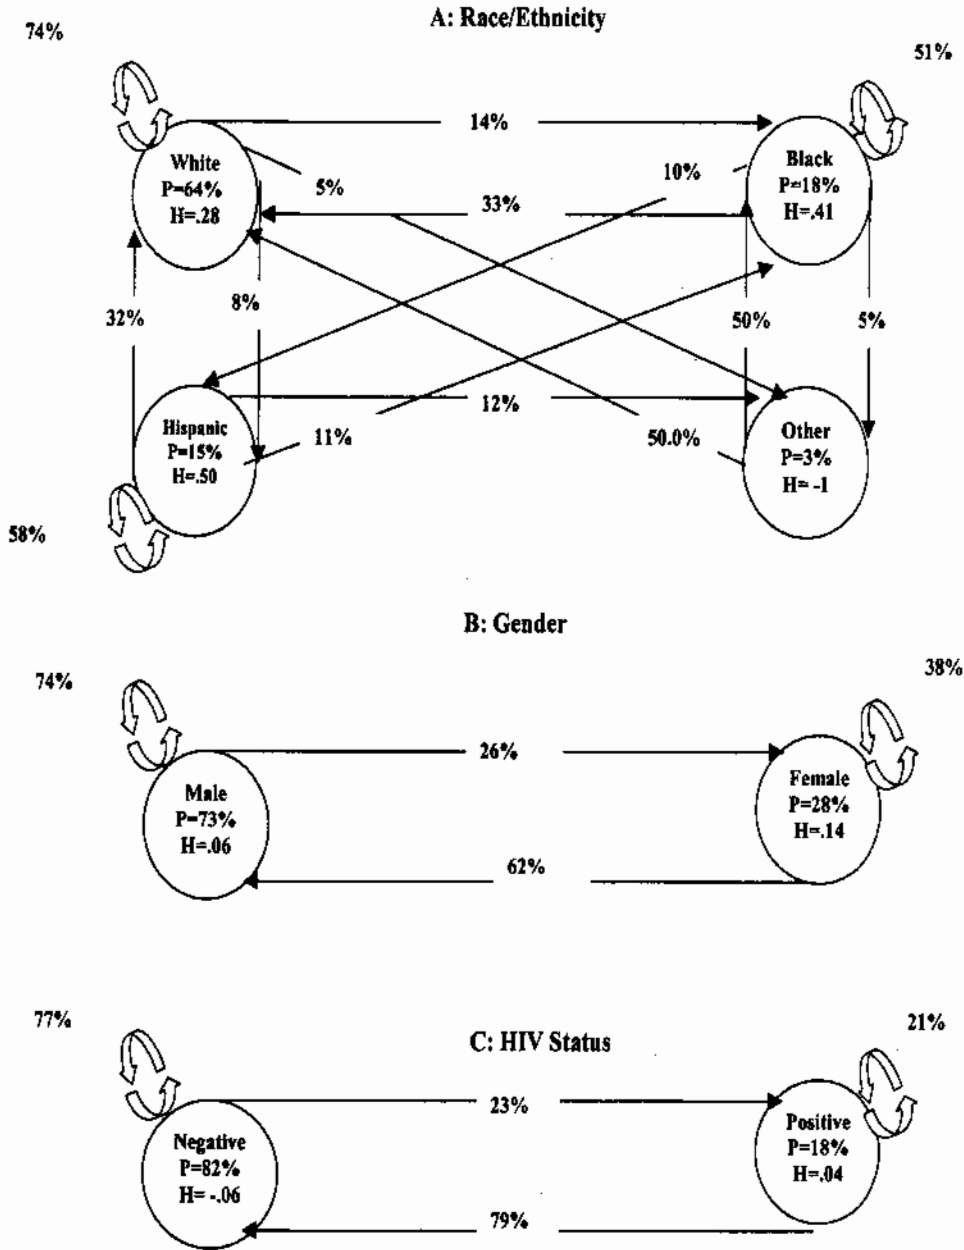 A: Race/Ethnicity
74%
51%
14%
White
P=64%
H=.28
Black
P=18%
H=.41
5%
10%
33%
32%
8%
50%
5%
12%
Hispanic
P=15%
H=.50
11%
50.0%
Other
P=3%
H= -1
58%
B: Gender
74%
38%
26%
Male
P=73%
H=.06
Female
P=28%
H=.14
62%
77%
21%
C: HIV Status
23%
Negative
P=82%
H= -.06
Positive
P=18%
H=.04
79%